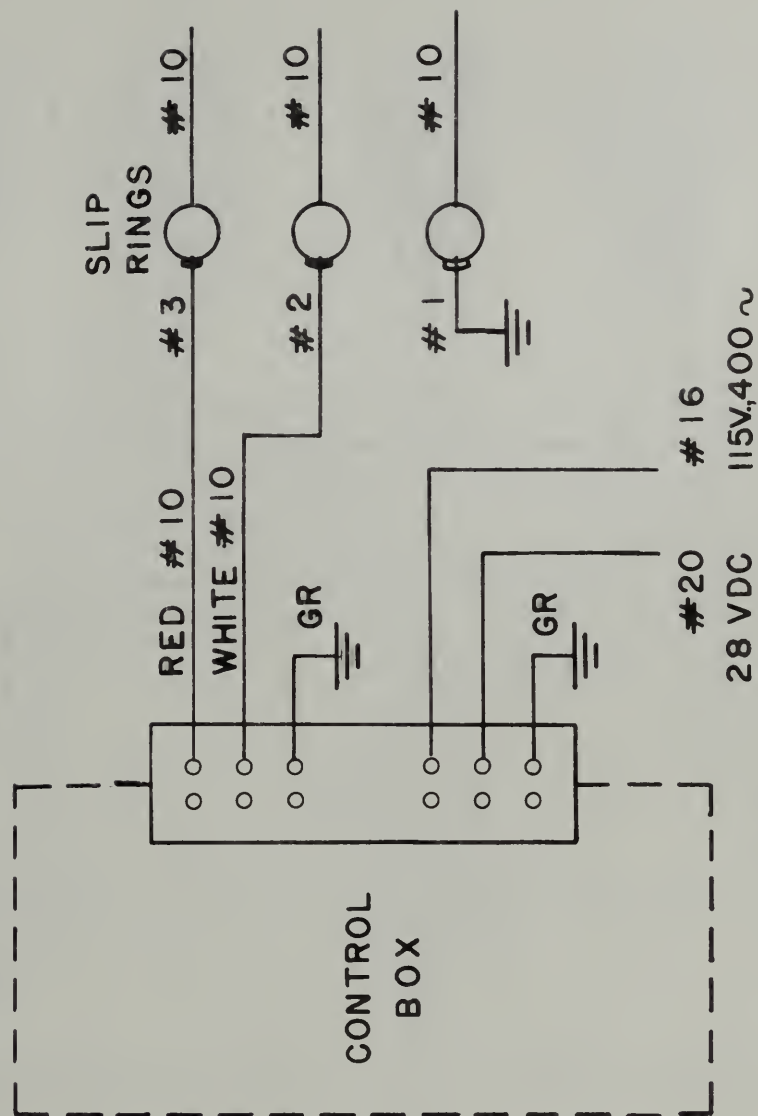 SLIP
RINGS
RED #10
#3
#10
WHITE #10
#2
#10
GR
#1
#10
CONTROL
BOX
GR
#16
115V.,400~
#20
28 VDC